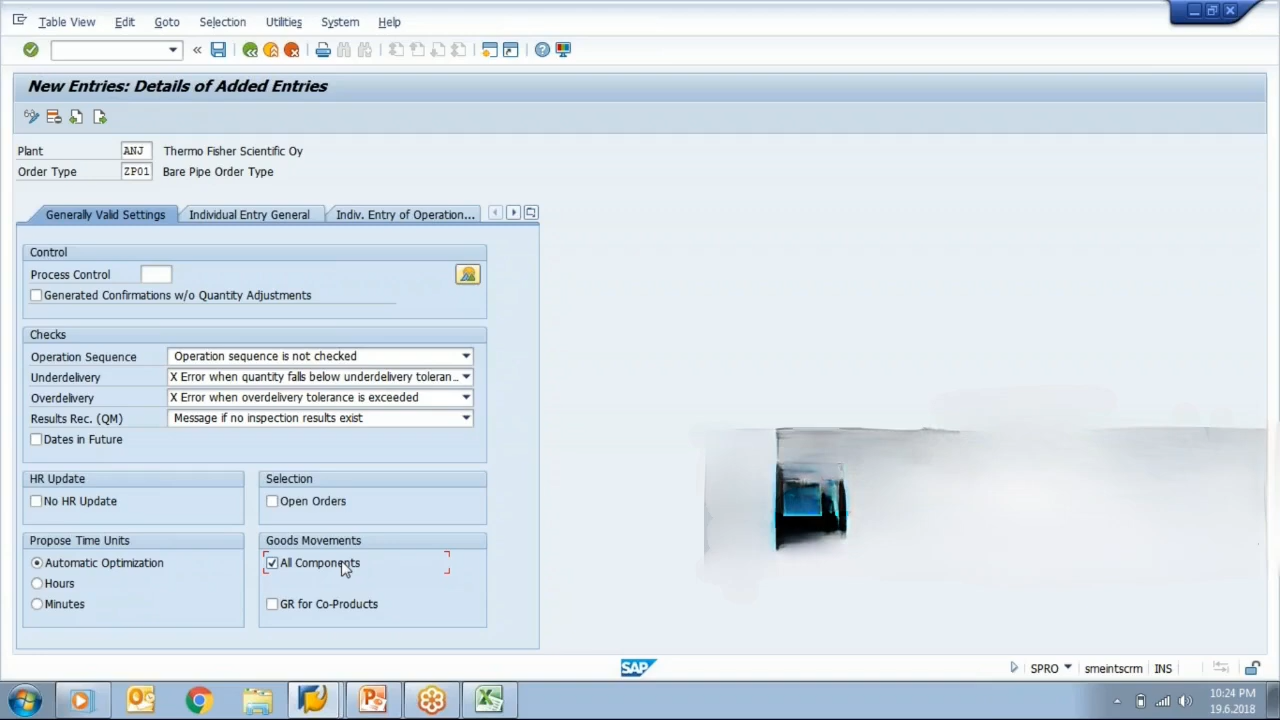 Table View Edit Goto Selection Utilities System Help
New Entries: Details of Added Entries
Plant ANJ Thermo Fisher Scientific Oy
Order Type ZP01 Bare Pipe Order Type
Generally Valid Settings Individual Entry General Indiv. Entry of Operation...
Control
Process Control
Generated Confirmations w/o Quantity Adjustments
Checks
Operation Sequence Operation sequence is not checked
Underdelivery X Error when quantity falls below underdelivery toleran...
Overdelivery X Error when overdelivery tolerance is exceeded
Results Rec. (QM) Message if no inspection results exist
Dates in Future
HR Update Selection
No HR Update Open Orders
Propose Time Units Goods Movements
Automatic Optimization All Components
Hours
Minutes GR for Co-Products
SAP SPRO smeintscrm INS
10:24 PM
19.6.2018